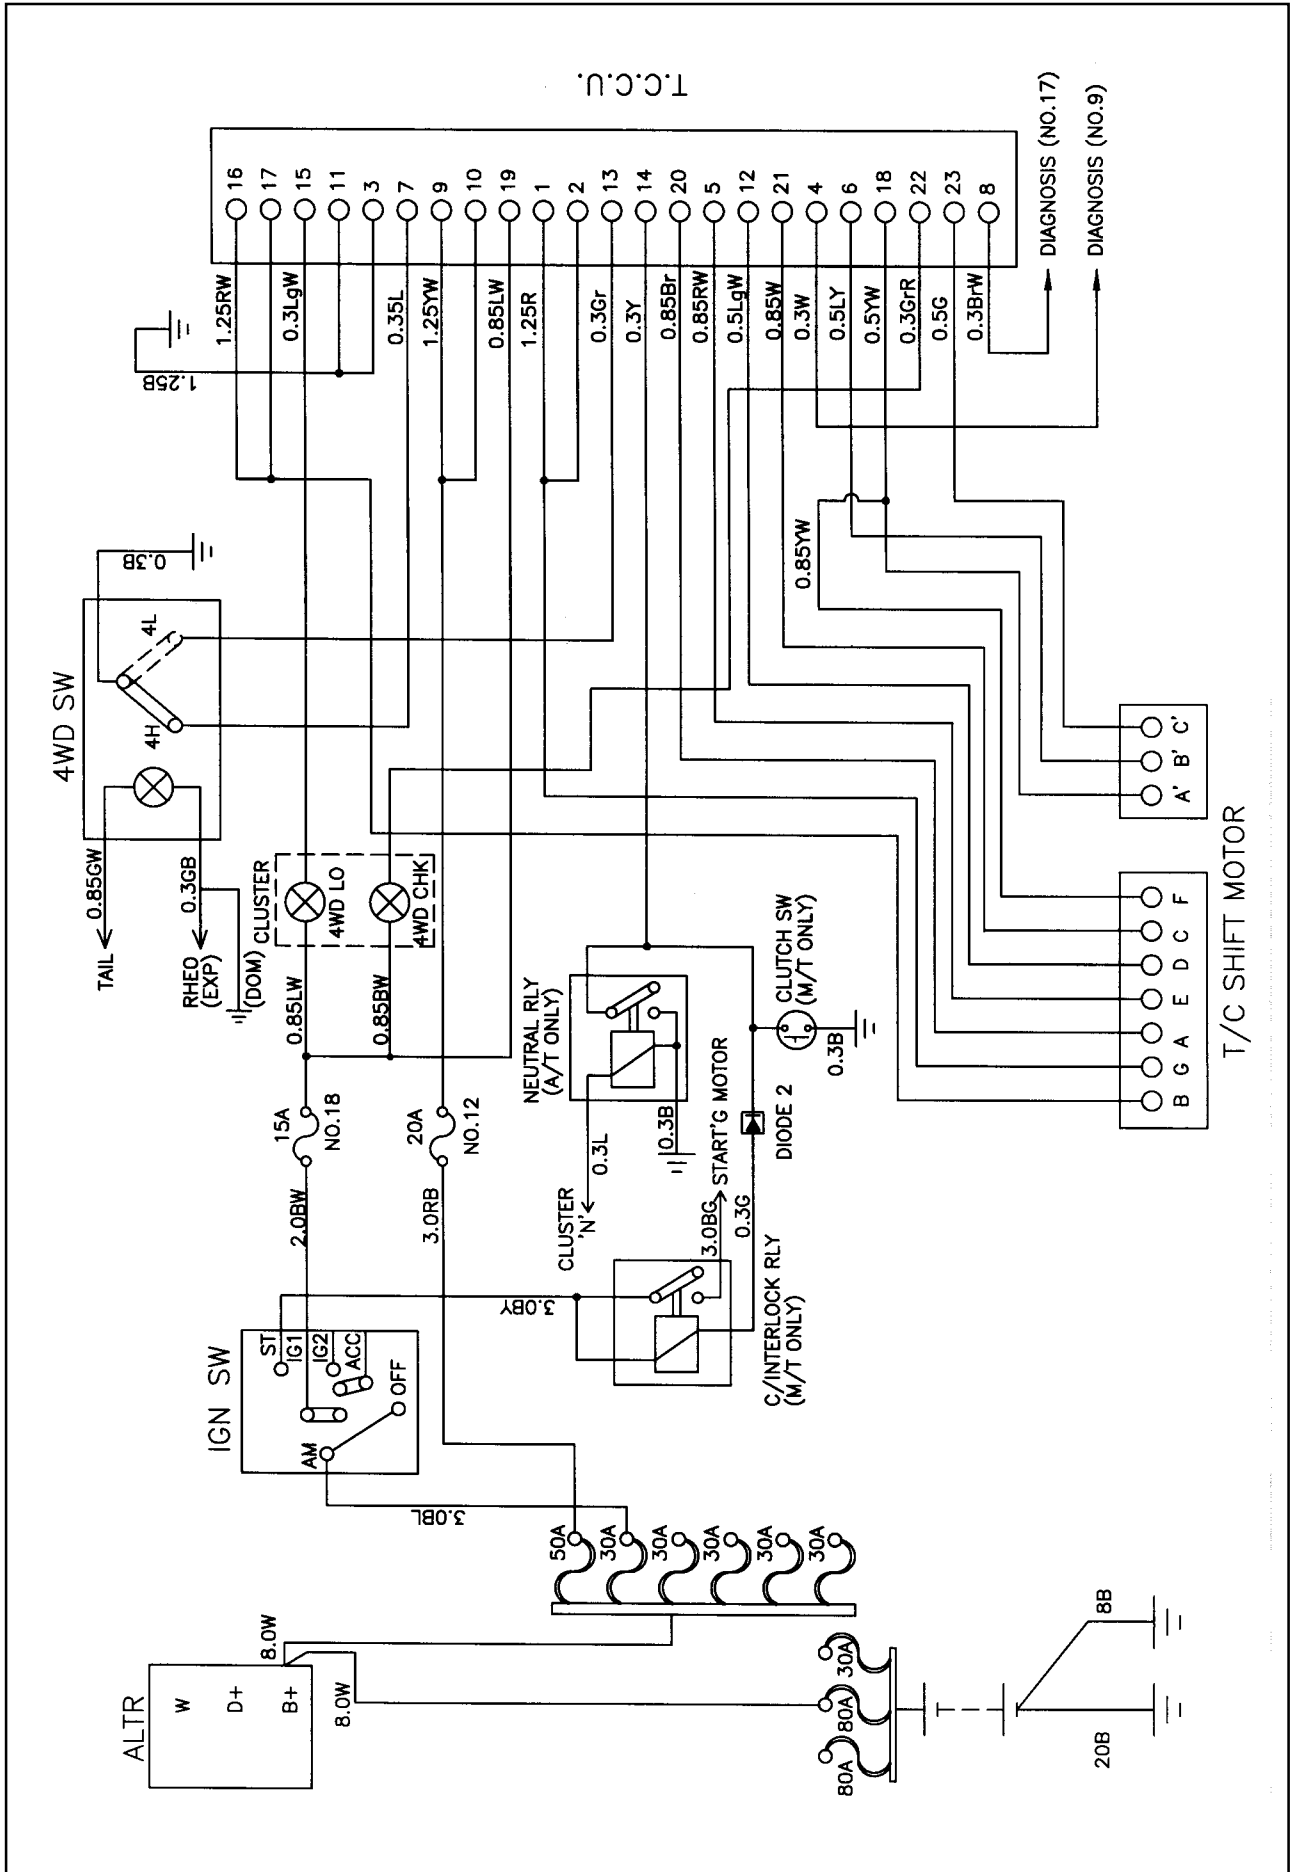 T.C.C.U.
16
17
15
11
3
7
9
10
19
1
2
13
14
20
5
12
21
4
6
18
22
23
8
1.25RW
0.3LgW
1.25B
0.35L
1.25YW
0.85LW
1.25R
0.3Gr
0.3Y
0.85Br
0.85RW
0.5LgW
0.85W
0.3W
0.5LY
0.5YW
0.3GrR
0.5G
0.3BrW
DIAGNOSIS (NO.17)
DIAGNOSIS (NO.9)
0.85YW
4WD SW
0.3B
4L
4H
0.85GW
TAIL
0.3GB
RHEO
(EXP)
(DOM)
CLUSTER
4WD LO
4WD CHK
0.85LW
0.85BW
15A
NO.18
20A
NO.12
2.0BW
3.0RB
NEUTRAL RLY
(A/T ONLY)
0.3L
0.3B
CLUSTER
'N'
CLUTCH SW
(M/T ONLY)
0.3B
DIODE 2
0.3G
START'G MOTOR
3.0BG
C/INTERLOCK RLY
(M/T ONLY)
3.0BY
IGN SW
ST
IG1
IG2
ACC
OFF
AM
3.0BL
50A
30A
30A
30A
30A
30A
ALTR
W
D+
B+
8.0W
8.0W
80A
80A
30A
20B
8B
A'
B'
C'
B
G
A
E
D
C
F
T/C SHIFT MOTOR